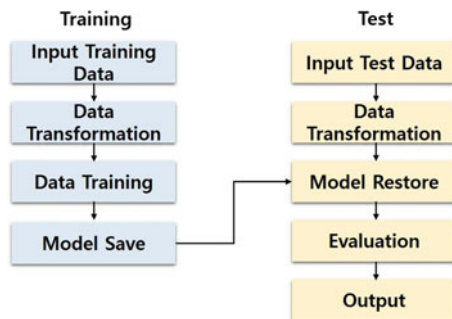 Training
Input Training
Data
Data
Transformation
Data Training
Model Save
Test
Input Test Data
Data
Transformation
Model Restore
Evaluation
Output